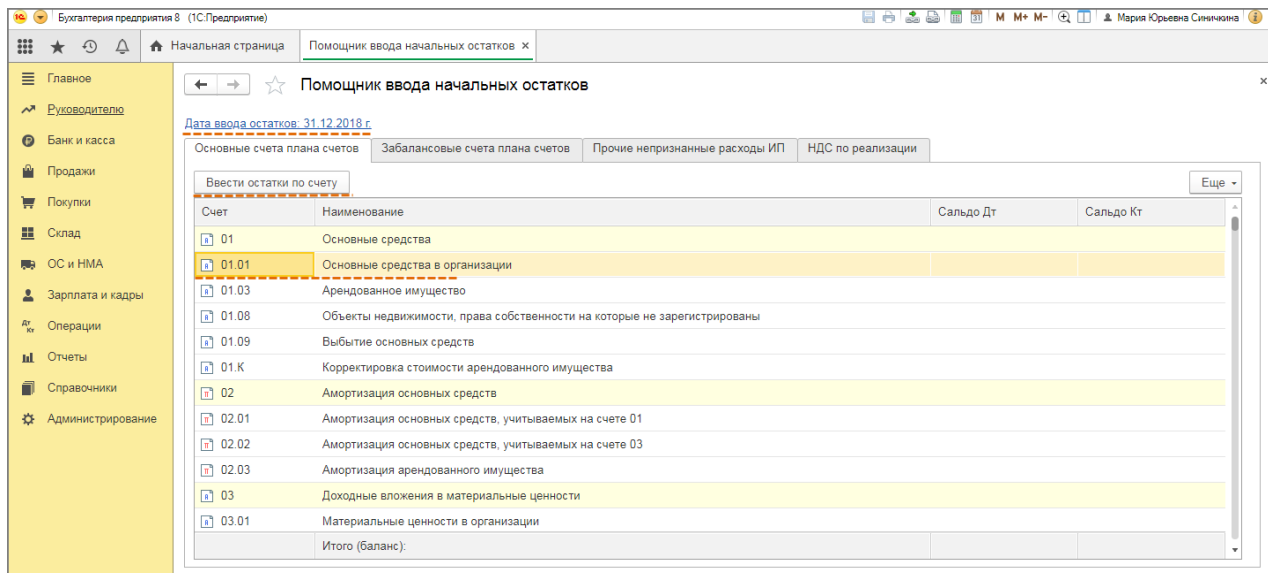 1С Бухгалтерия предприятия 8 (1С:Предприятие) 31 M M+ M- Мария Юрьевна Синичкина i
Начальная страница Помощник ввода начальных остатков ×
Главное
Руководителю
Банк и касса
Продажи
Покупки
Склад
ОС и НМА
Зарплата и кадры
Дт Кт Операции
Отчеты
Справочники
Администрирование
Помощник ввода начальных остатков ×
Дата ввода остатков: 31.12.2018 г.
Основные счета плана счетов Забалансовые счета плана счетов Прочие непризнанные расходы ИП НДС по реализации
Ввести остатки по счету Еще
Счет Наименование Сальдо Дт Сальдо Кт
01 Основные средства
01.01 Основные средства в организации
01.03 Арендованное имущество
01.08 Объекты недвижимости, права собственности на которые не зарегистрированы
01.09 Выбытие основных средств
01.К Корректировка стоимости арендованного имущества
02 Амортизация основных средств
02.01 Амортизация основных средств, учитываемых на счете 01
02.02 Амортизация основных средств, учитываемых на счете 03
02.03 Амортизация арендованного имущества
03 Доходные вложения в материальные ценности
03.01 Материальные ценности в организации
Итого (баланс):